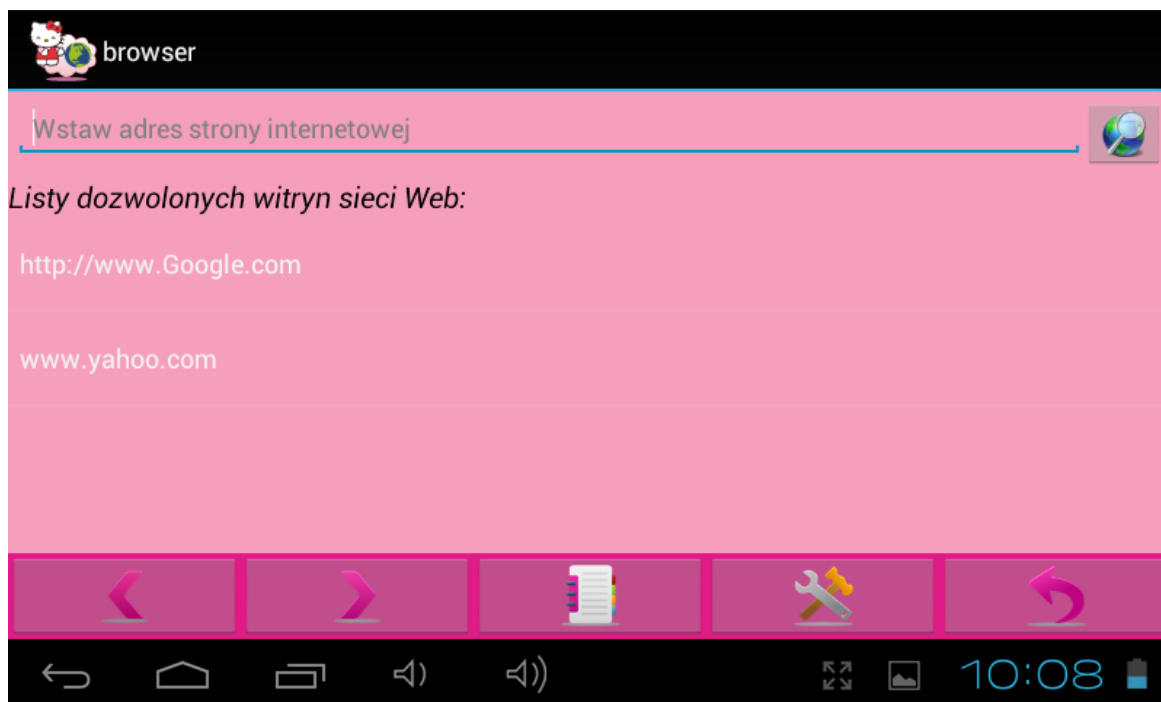 browser
Wstaw adres strony internetowej
Listy dozwolonych witryn sieci Web:
http://www.Google.com
www.yahoo.com
10:08